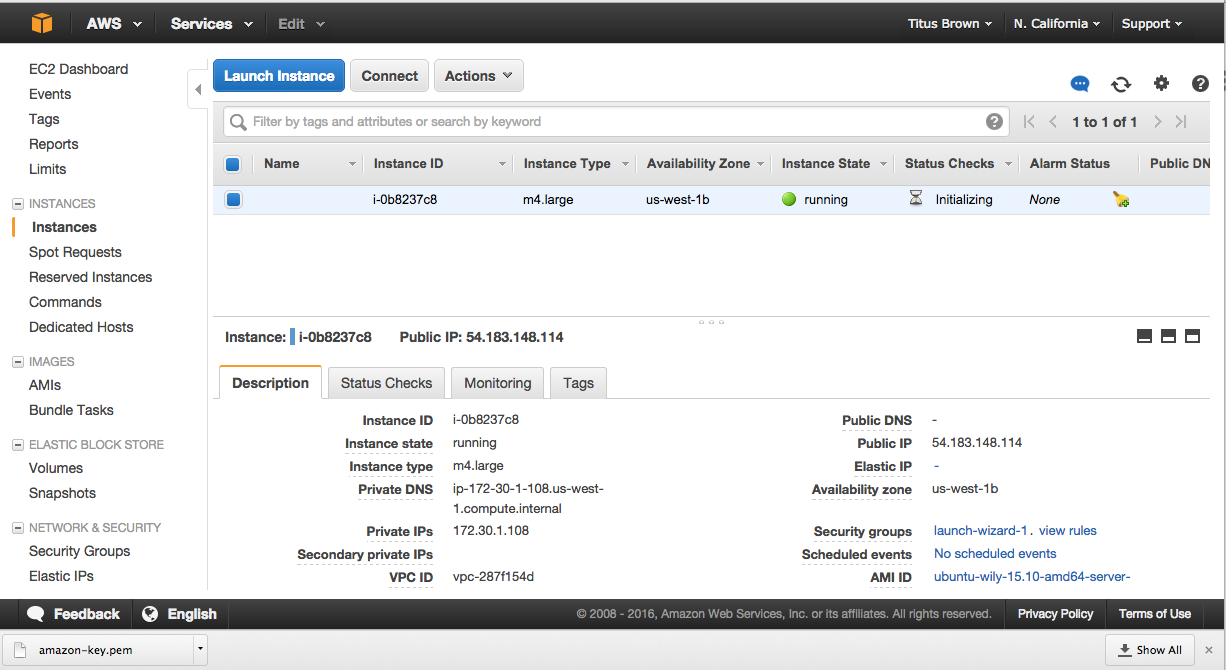 AWS Services Edit Titus Brown N. California Support
EC2 Dashboard
Events
Tags
Reports
Limits
INSTANCES
Instances
Spot Requests
Reserved Instances
Commands
Dedicated Hosts
IMAGES
AMIs
Bundle Tasks
ELASTIC BLOCK STORE
Volumes
Snapshots
NETWORK & SECURITY
Security Groups
Elastic IPs
Launch Instance Connect Actions
Filter by tags and attributes or search by keyword 1 to 1 of 1
Name Instance ID Instance Type Availability Zone Instance State Status Checks Alarm Status Public DN
i-0b8237c8 m4.large us-west-1b running Initializing None
Instance: i-0b8237c8 Public IP: 54.183.148.114
Description Status Checks Monitoring Tags
Instance ID i-0b8237c8 Public DNS -
Instance state running Public IP 54.183.148.114
Instance type m4.large Elastic IP -
Private DNS ip-172-30-1-108.us-west- Availability zone us-west-1b
1.compute.internal
Private IPs 172.30.1.108 Security groups launch-wizard-1. view rules
Secondary private IPs Scheduled events No scheduled events
VPC ID vpc-287f154d AMI ID ubuntu-wily-15.10-amd64-server-
Feedback English © 2008 - 2016, Amazon Web Services, Inc. or its affiliates. All rights reserved. Privacy Policy Terms of Use
amazon-key.pem Show All